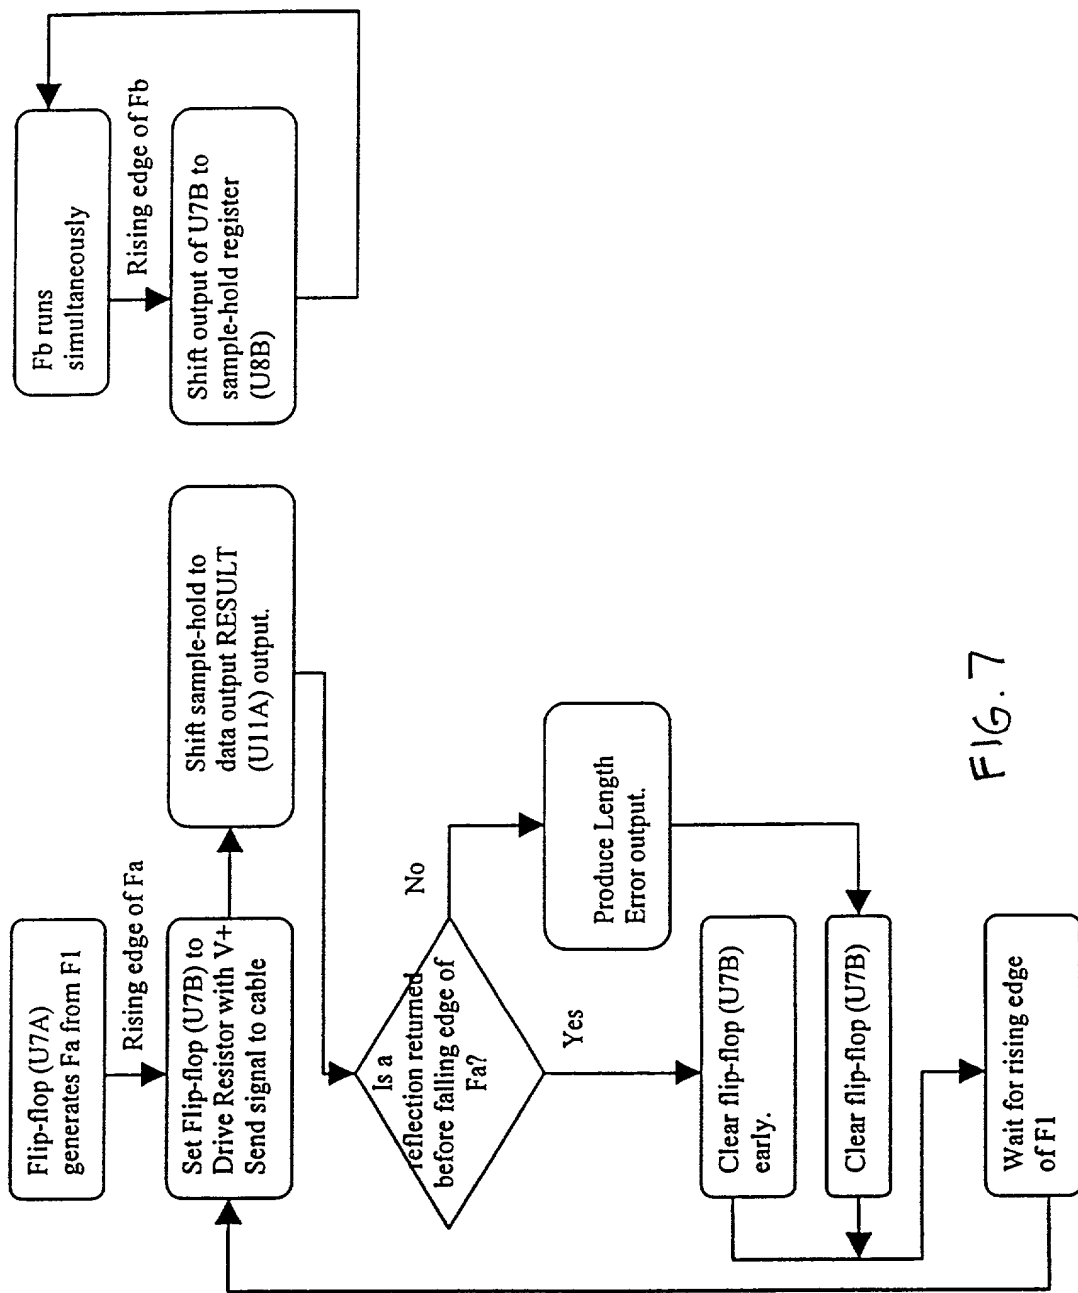 Flip-flop (U7A)
generates Fa from F1
Rising edge of Fa
Set Flip-flop (U7B) to
Drive Resistor with V+
Send signal to cable
Shift sample-hold to
data output RESULT
(U11A) output.
Is a
reflection returned
before falling edge of
Fa?
No
Yes
Produce Length
Error output.
Clear flip-flop (U7B)
early.
Clear flip-flop (U7B)
Wait for rising edge
of F1
Fb runs
simultaneously
Rising edge of Fb
Shift output of U7B to
sample-hold register
(U8B)
FIG. 7